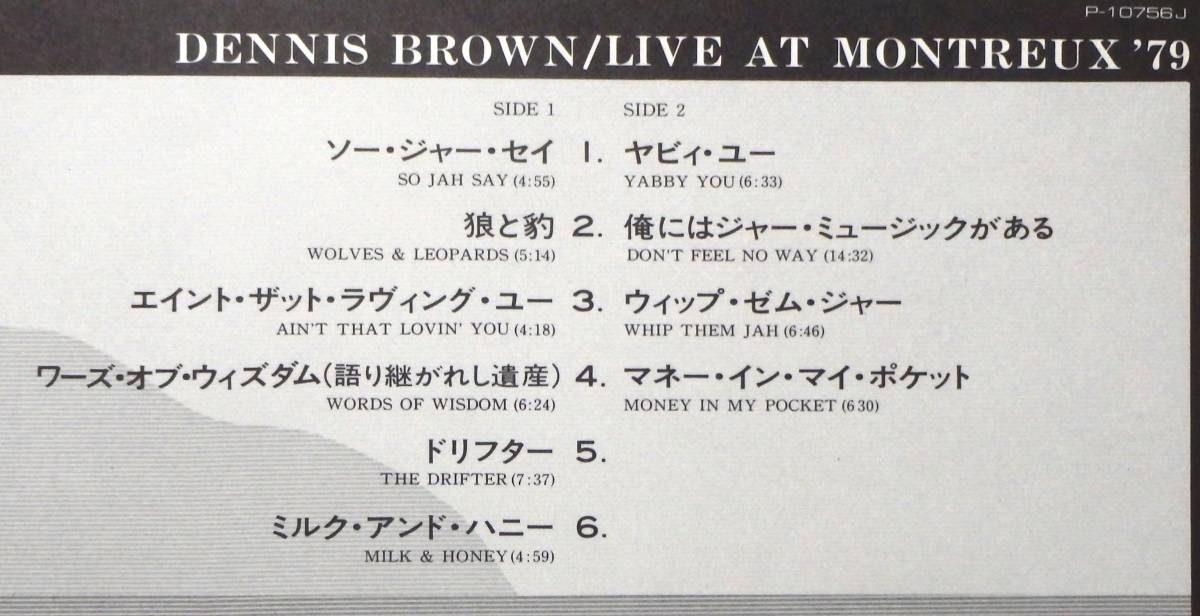 P-10756J
DENNIS BROWN/LIVE AT MONTREUX '79
SIDE 1 SIDE 2
ソー・ジャー・セイ 1. ヤビィ・ユー
SO JAH SAY (4:55) YABBY YOU (6:33)
狼と豹 2. 俺にはジャー・ミュージックがある
WOLVES & LEOPARDS (5:14) DON'T FEEL NO WAY (14:32)
エイント・ザット・ラヴィング・ユー 3. ウィップ・ゼム・ジャー
AIN'T THAT LOVIN' YOU (4:18) WHIP THEM JAH (6:46)
ワーズ・オブ・ウィズダム(語り継がれし遺産) 4. マネー・イン・マイ・ポケット
WORDS OF WISDOM (6:24) MONEY IN MY POCKET (6 30)
ドリフター 5.
THE DRIFTER (7:37)
ミルク・アンド・ハニー 6.
MILK & HONEY (4:59)